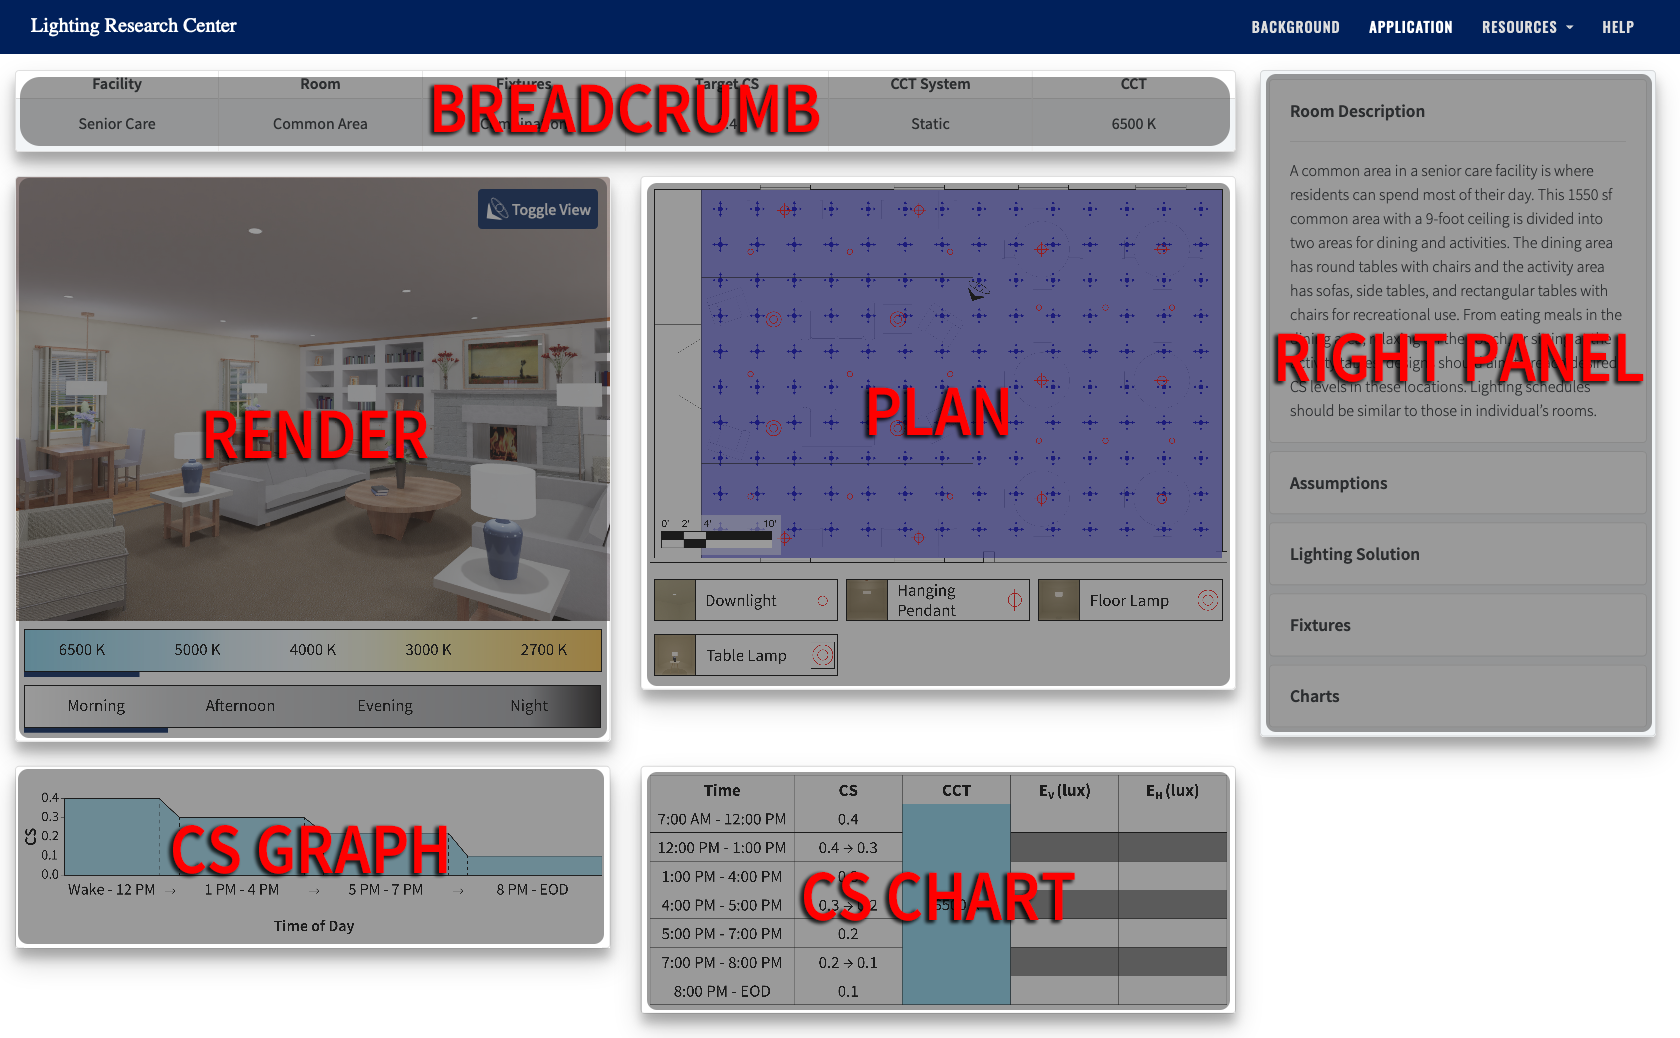 Lighting Research Center
BACKGROUND APPLICATION RESOURCES HELP
Facility Room Fixtures Target CS CCT System CCT
Senior Care Common Area Static 6500 K
BREADCRUMB
Toggle View
RENDER
6500 K 5000 K 4000 K 3000 K 2700 K
Morning Afternoon Evening Night
0' 2' 4' 10'
PLAN
Downlight
Hanging
Pendant
Floor Lamp
Table Lamp
Room Description
A common area in a senior care facility is where
residents can spend most of their day. This 1550 sf
common area with a 9-foot ceiling is divided into
two areas for dining and activities. The dining area
has round tables with chairs and the activity area
has sofas, side tables, and rectangular tables with
chairs for recreational use. From eating meals in the
RIGHT PANEL
CS levels in these locations. Lighting schedules
should be similar to those in individual's rooms.
Assumptions
Lighting Solution
Fixtures
Charts
CS
0.4
0.3
0.2
0.1
0.0
CS GRAPH
Wake - 12 PM → 1 PM - 4 PM → 5 PM - 7 PM → 8 PM - EOD
Time of Day
Time CS CCT EV (lux) EH (lux)
7:00 AM - 12:00 PM 0.4
12:00 PM - 1:00 PM 0.4 → 0.3
1:00 PM - 4:00 PM
CS CHART
4:00 PM - 5:00 PM 0.3 → 0.2
5:00 PM - 7:00 PM 0.2
7:00 PM - 8:00 PM 0.2 → 0.1
8:00 PM - EOD 0.1